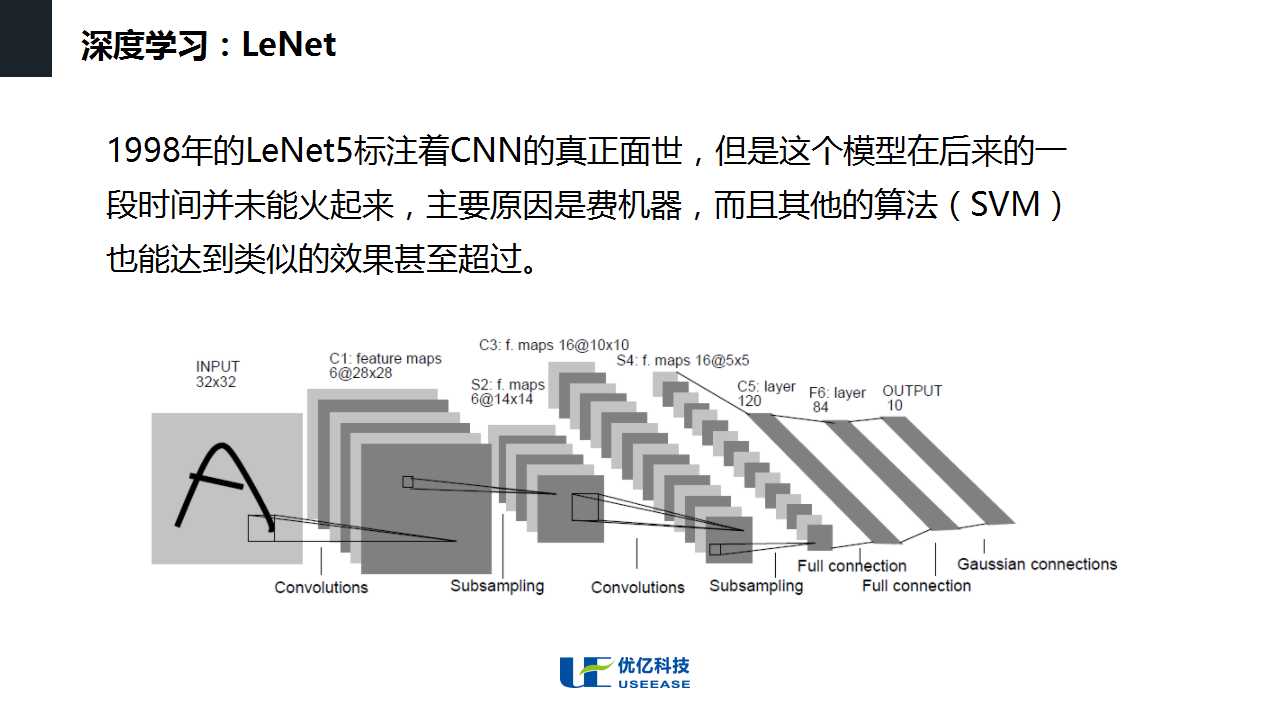 深度学习：LeNet
1998年的LeNet5标注着CNN的真正面世，但是这个模型在后来的一
段时间并未能火起来，主要原因是费机器，而且其他的算法（SVM）
也能达到类似的效果甚至超过。
INPUT
32x32
C1: feature maps
6@28x28
S2: f. maps
6@14x14
C3: f. maps 16@10x10
S4: f. maps 16@5x5
C5: layer
120
F6: layer
84
OUTPUT
10
Convolutions
Subsampling
Convolutions
Subsampling
Full connection
Full connection
Gaussian connections
UE
优亿科技
USEEASE